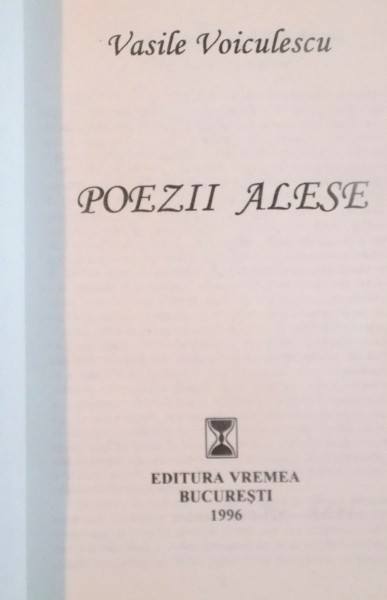 Vasile Voiculescu
POEZII ALESE
EDITURA VREMEA
BUCUREȘTI
1996